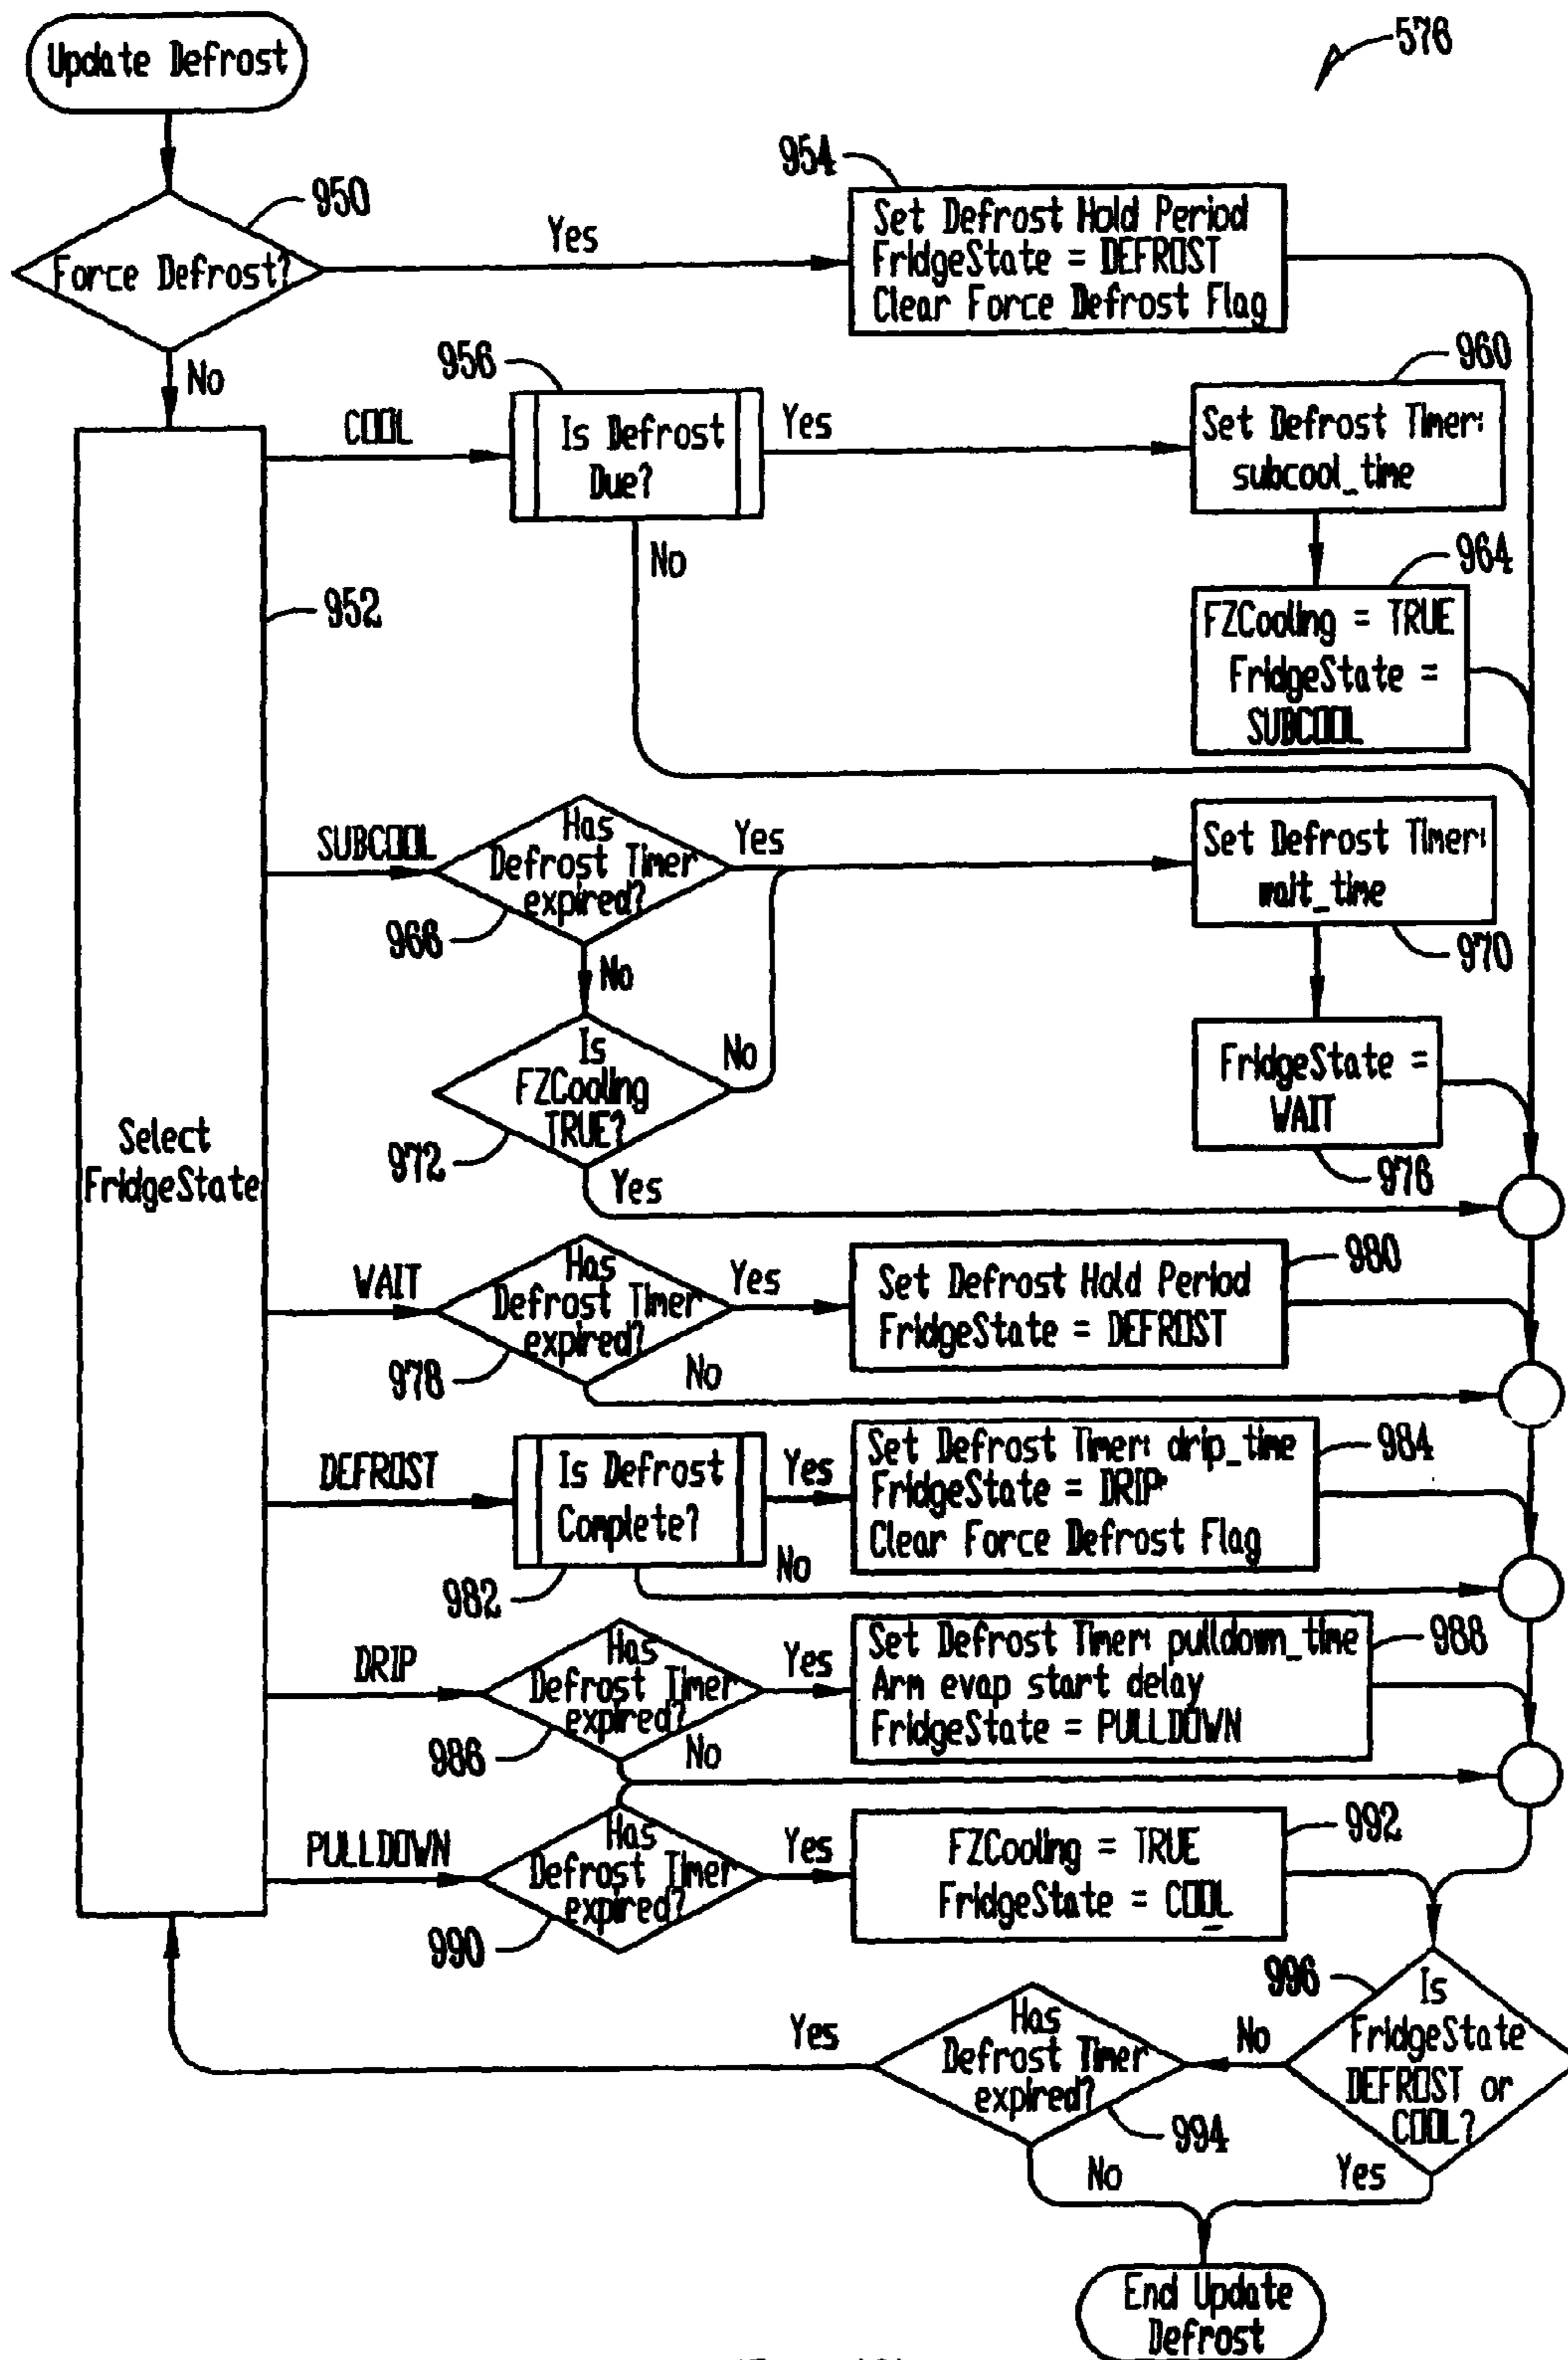 Update Defrost
576
950
Force Defrost?
Yes
No
954
Set Defrost Hold Period
FridgeState = DEFROST
Clear Force Defrost Flag
952
Select
FridgeState
COOL
956
Is Defrost
Due?
Yes
No
960
Set Defrost Timer:
subcool_time
964
FZCooling = TRUE
FridgeState =
SUBCOOL
SUBCOOL
Has
Defrost Timer
expired?
968
Yes
No
Set Defrost Timer:
wait_time
970
Is
FZCooling
TRUE?
972
No
Yes
FridgeState =
WAIT
976
WAIT
Has
Defrost Timer
expired?
978
Yes
No
Set Defrost Hold Period
FridgeState = DEFROST
980
DEFROST
Is Defrost
Complete?
982
Yes
No
Set Defrost Timer: drip_time
FridgeState = DRIP
Clear Force Defrost Flag
984
DRIP
Has
Defrost Timer
expired?
986
Yes
No
Set Defrost Timer: pulldown_time
Arm evap start delay
FridgeState = PULLDOWN
988
PULLDOWN
Has
Defrost Timer
expired?
990
Yes
FZCooling = TRUE
FridgeState = COOL
992
996
Is
FridgeState
DEFROST or
COOL?
No
Yes
Has
Defrost Timer
expired?
994
Yes
No
End Update
Defrost